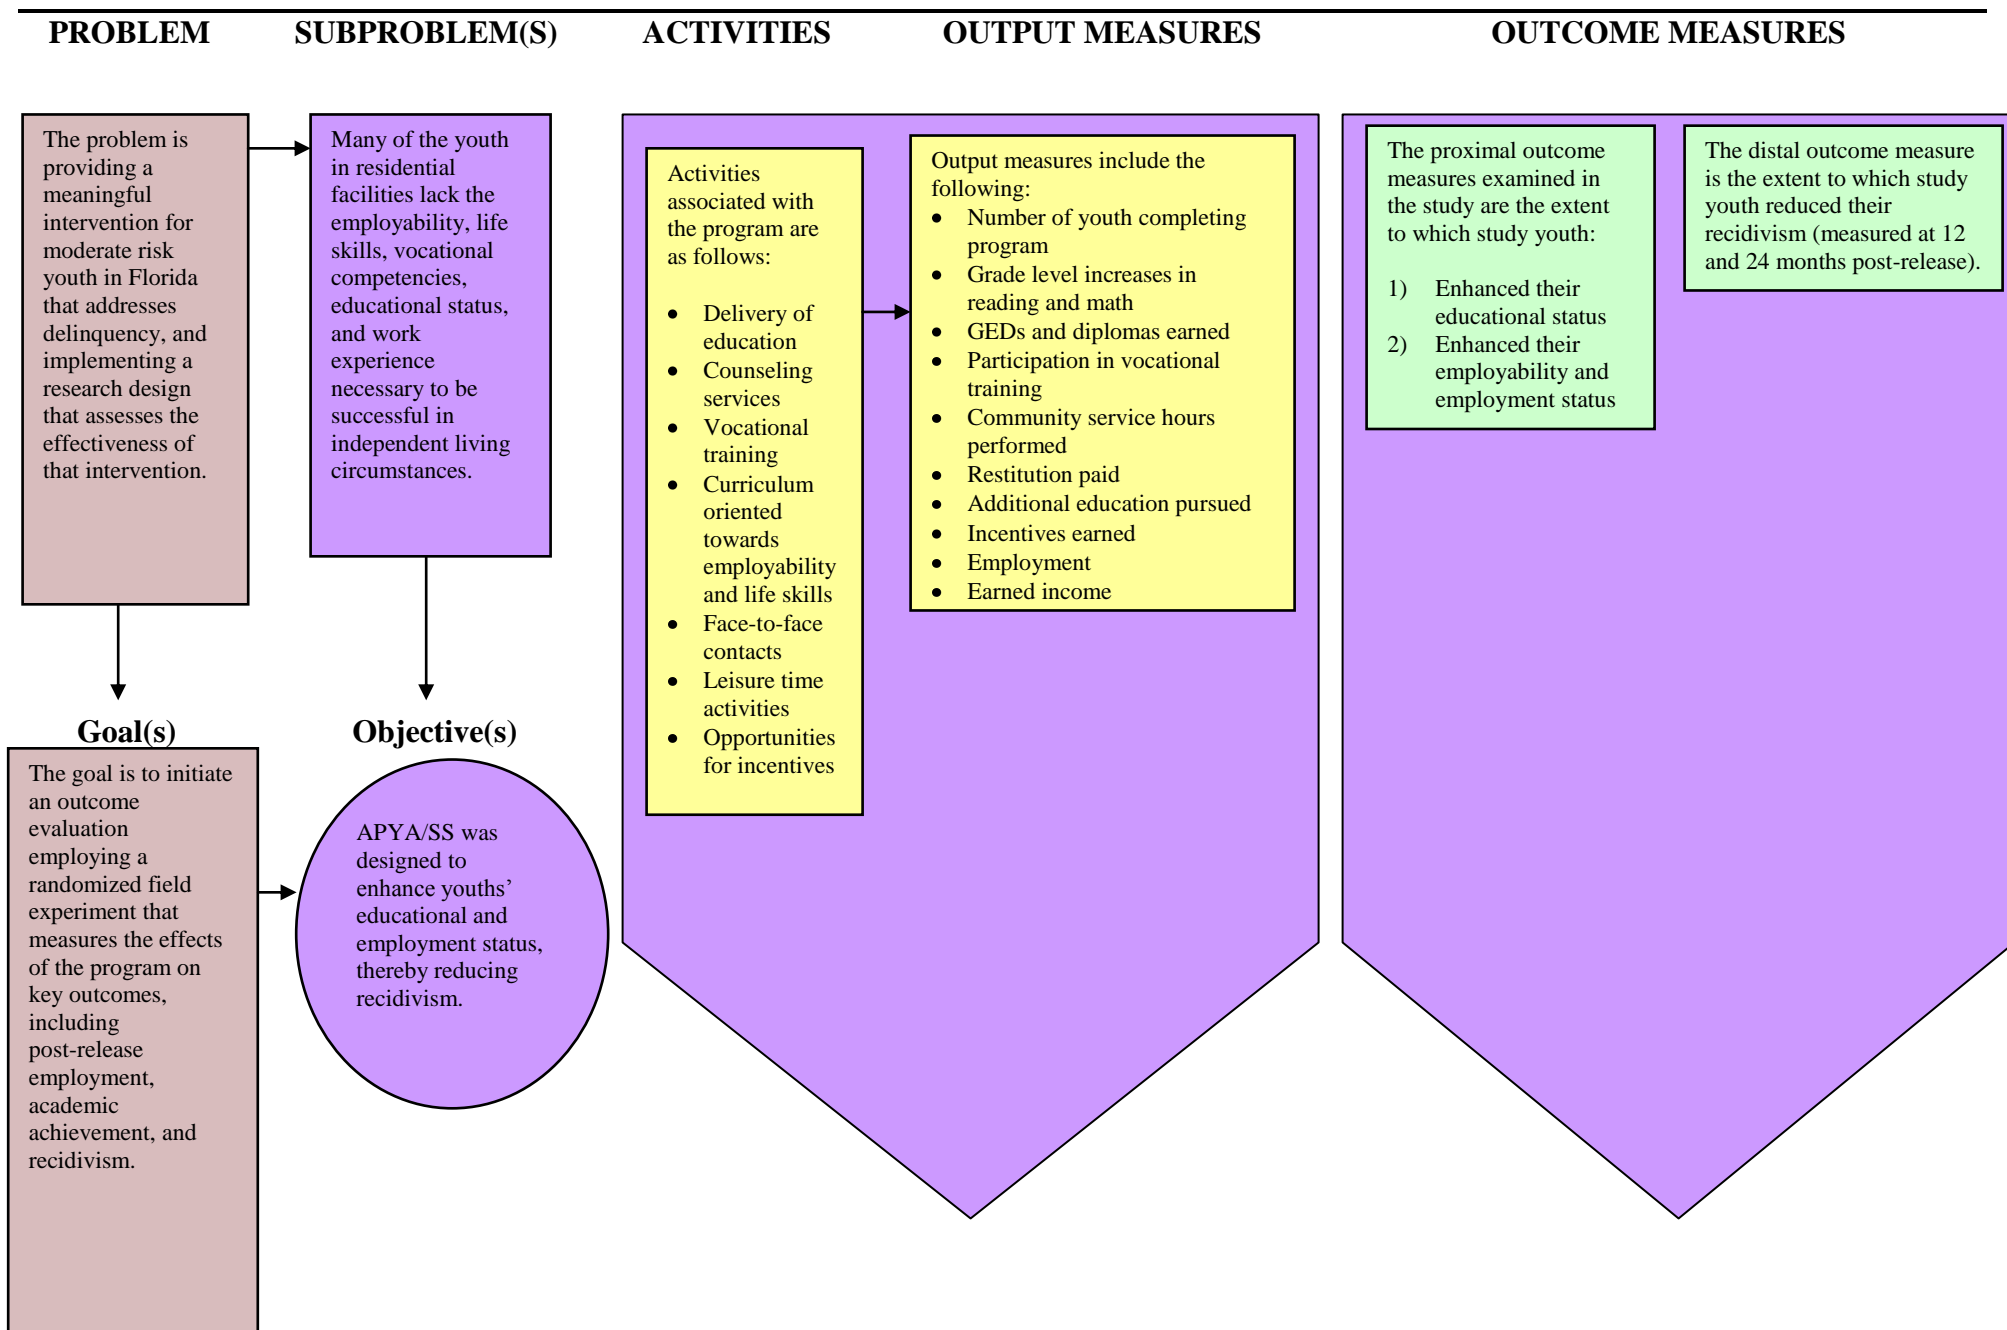 PROBLEM SUBPROBLEM(S) ACTIVITIES OUTPUT MEASURES OUTCOME MEASURES
The problem is
providing a
meaningful
intervention for
moderate risk
youth in Florida
that addresses
delinquency, and
implementing a
research design
that assesses the
effectiveness of
that intervention.
Many of the youth
in residential
facilities lack the
employability, life
skills, vocational
competencies,
educational status,
and work
experience
necessary to be
successful in
independent living
circumstances.
Activities
associated with
the program are
as follows:
• Delivery of
education
• Counseling
services
• Vocational
training
• Curriculum
oriented
towards
employability
and life skills
• Face-to-face
contacts
• Leisure time
activities
• Opportunities
for incentives
Output measures include the
following:
• Number of youth completing
program
• Grade level increases in
reading and math
• GEDs and diplomas earned
• Participation in vocational
training
• Community service hours
performed
• Restitution paid
• Additional education pursued
• Incentives earned
• Employment
• Earned income
The proximal outcome
measures examined in
the study are the extent
to which study youth:
1) Enhanced their
educational status
2) Enhanced their
employability and
employment status
The distal outcome measure
is the extent to which study
youth reduced their
recidivism (measured at 12
and 24 months post-release).
Goal(s)
The goal is to initiate
an outcome
evaluation
employing a
randomized field
experiment that
measures the effects
of the program on
key outcomes,
including
post-release
employment,
academic
achievement, and
recidivism.
Objective(s)
APYA/SS was
designed to
enhance youths’
educational and
employment status,
thereby reducing
recidivism.